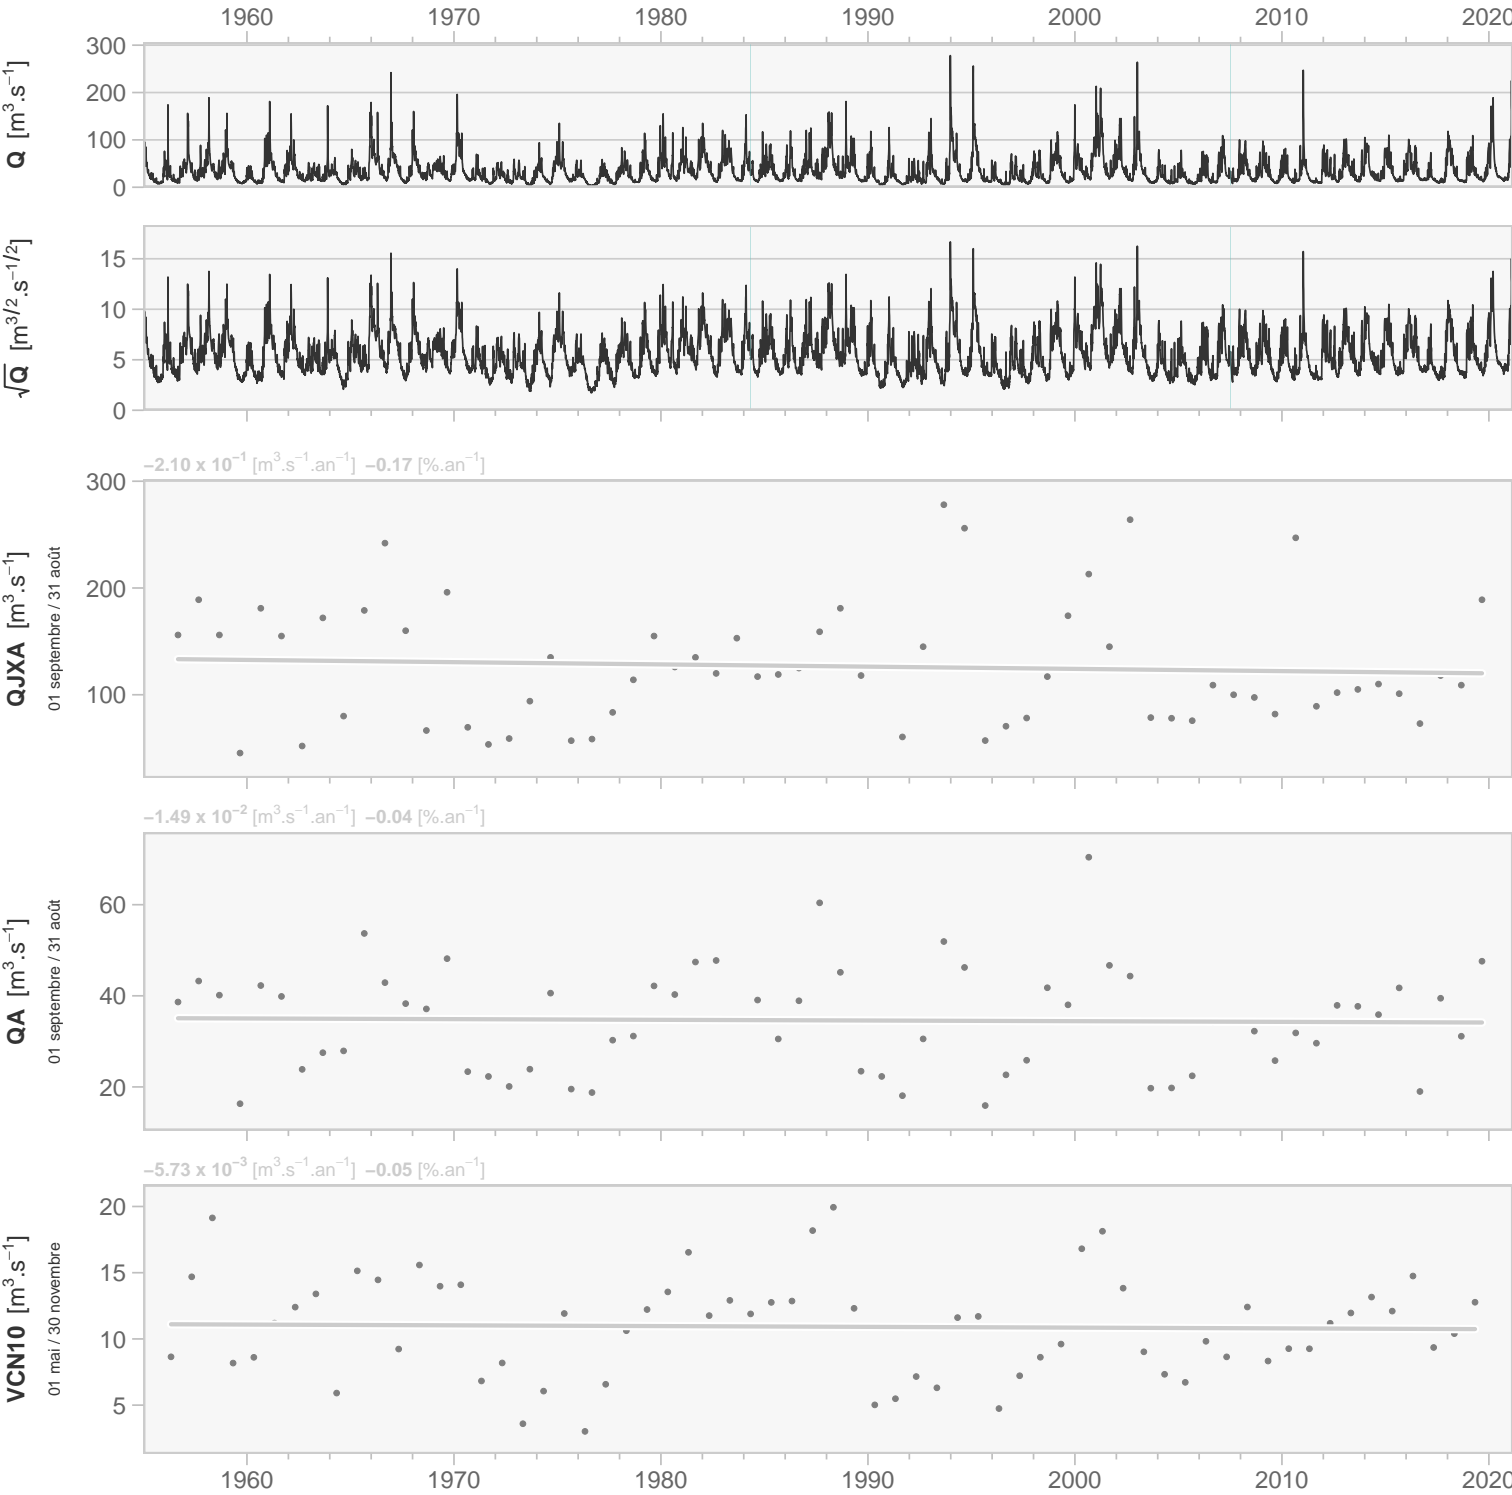 1960 1970 1980 1990 2000 2010 2020
Q [m³.s⁻¹]
300
200
100
0
√Q [m³ᐟ².s⁻¹ᐟ²]
15
10
5
0
−2.10 x 10⁻¹ [m³.s⁻¹.an⁻¹] −0.17 [%.an⁻¹]
QJXA [m³.s⁻¹]
01 septembre / 31 août
300
200
100
−1.49 x 10⁻² [m³.s⁻¹.an⁻¹] −0.04 [%.an⁻¹]
QA [m³.s⁻¹]
01 septembre / 31 août
60
40
20
−5.73 x 10⁻³ [m³.s⁻¹.an⁻¹] −0.05 [%.an⁻¹]
VCN10 [m³.s⁻¹]
01 mai / 30 novembre
20
15
10
5
1960 1970 1980 1990 2000 2010 2020